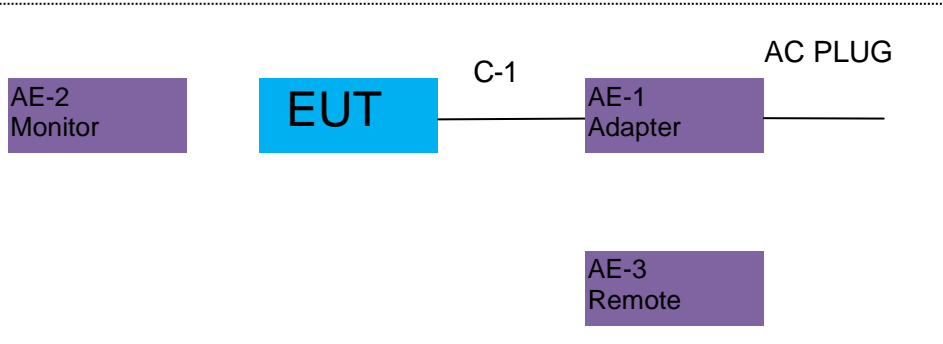 AC PLUG
C-1
AE-2
Monitor
EUT
AE-1
Adapter
AE-3
Remote